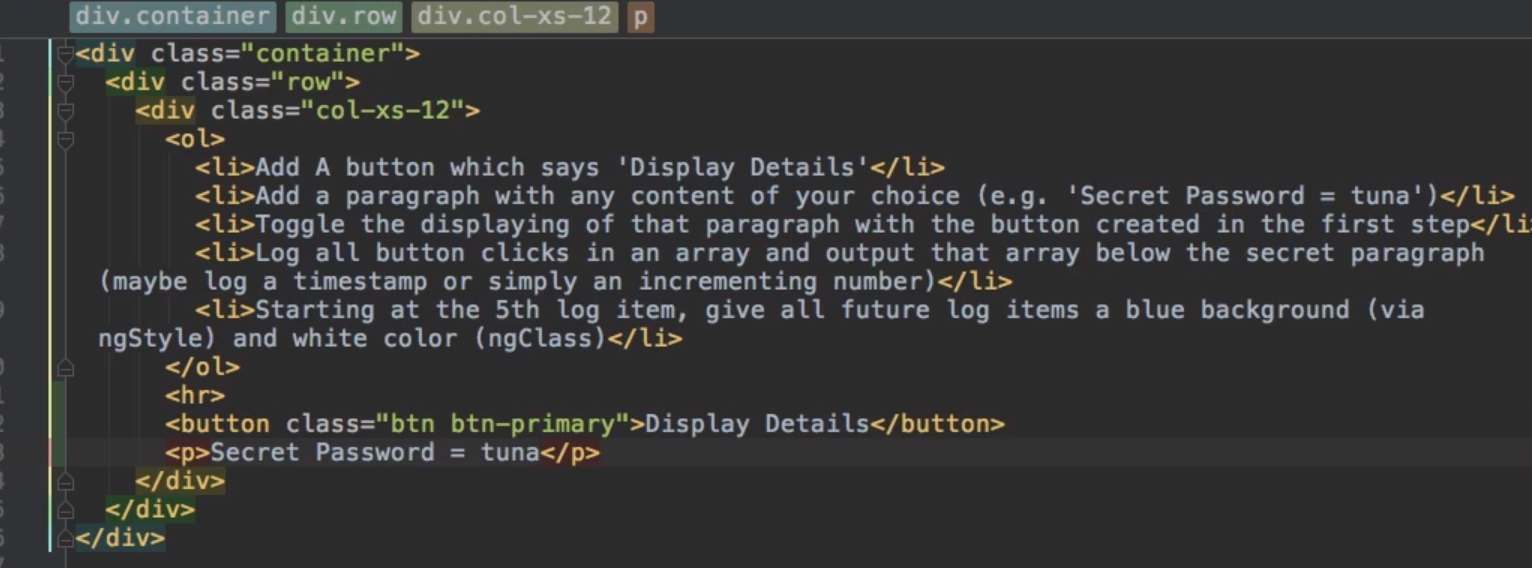 div.container div.row div.col-xs-12 p
<div class="container">
<div class="row">
<div class="col-xs-12">
<ol>
<li>Add A button which says 'Display Details'</li>
<li>Add a paragraph with any content of your choice (e.g. 'Secret Password = tuna')</li>
<li>Toggle the displaying of that paragraph with the button created in the first step</li
<li>Log all button clicks in an array and output that array below the secret paragraph
(maybe log a timestamp or simply an incrementing number)</li>
<li>Starting at the 5th log item, give all future log items a blue background (via
ngStyle) and white color (ngClass)</li>
</ol>
<hr>
<button class="btn btn-primary">Display Details</button>
<p>Secret Password = tuna</p>
</div>
</div>
</div>